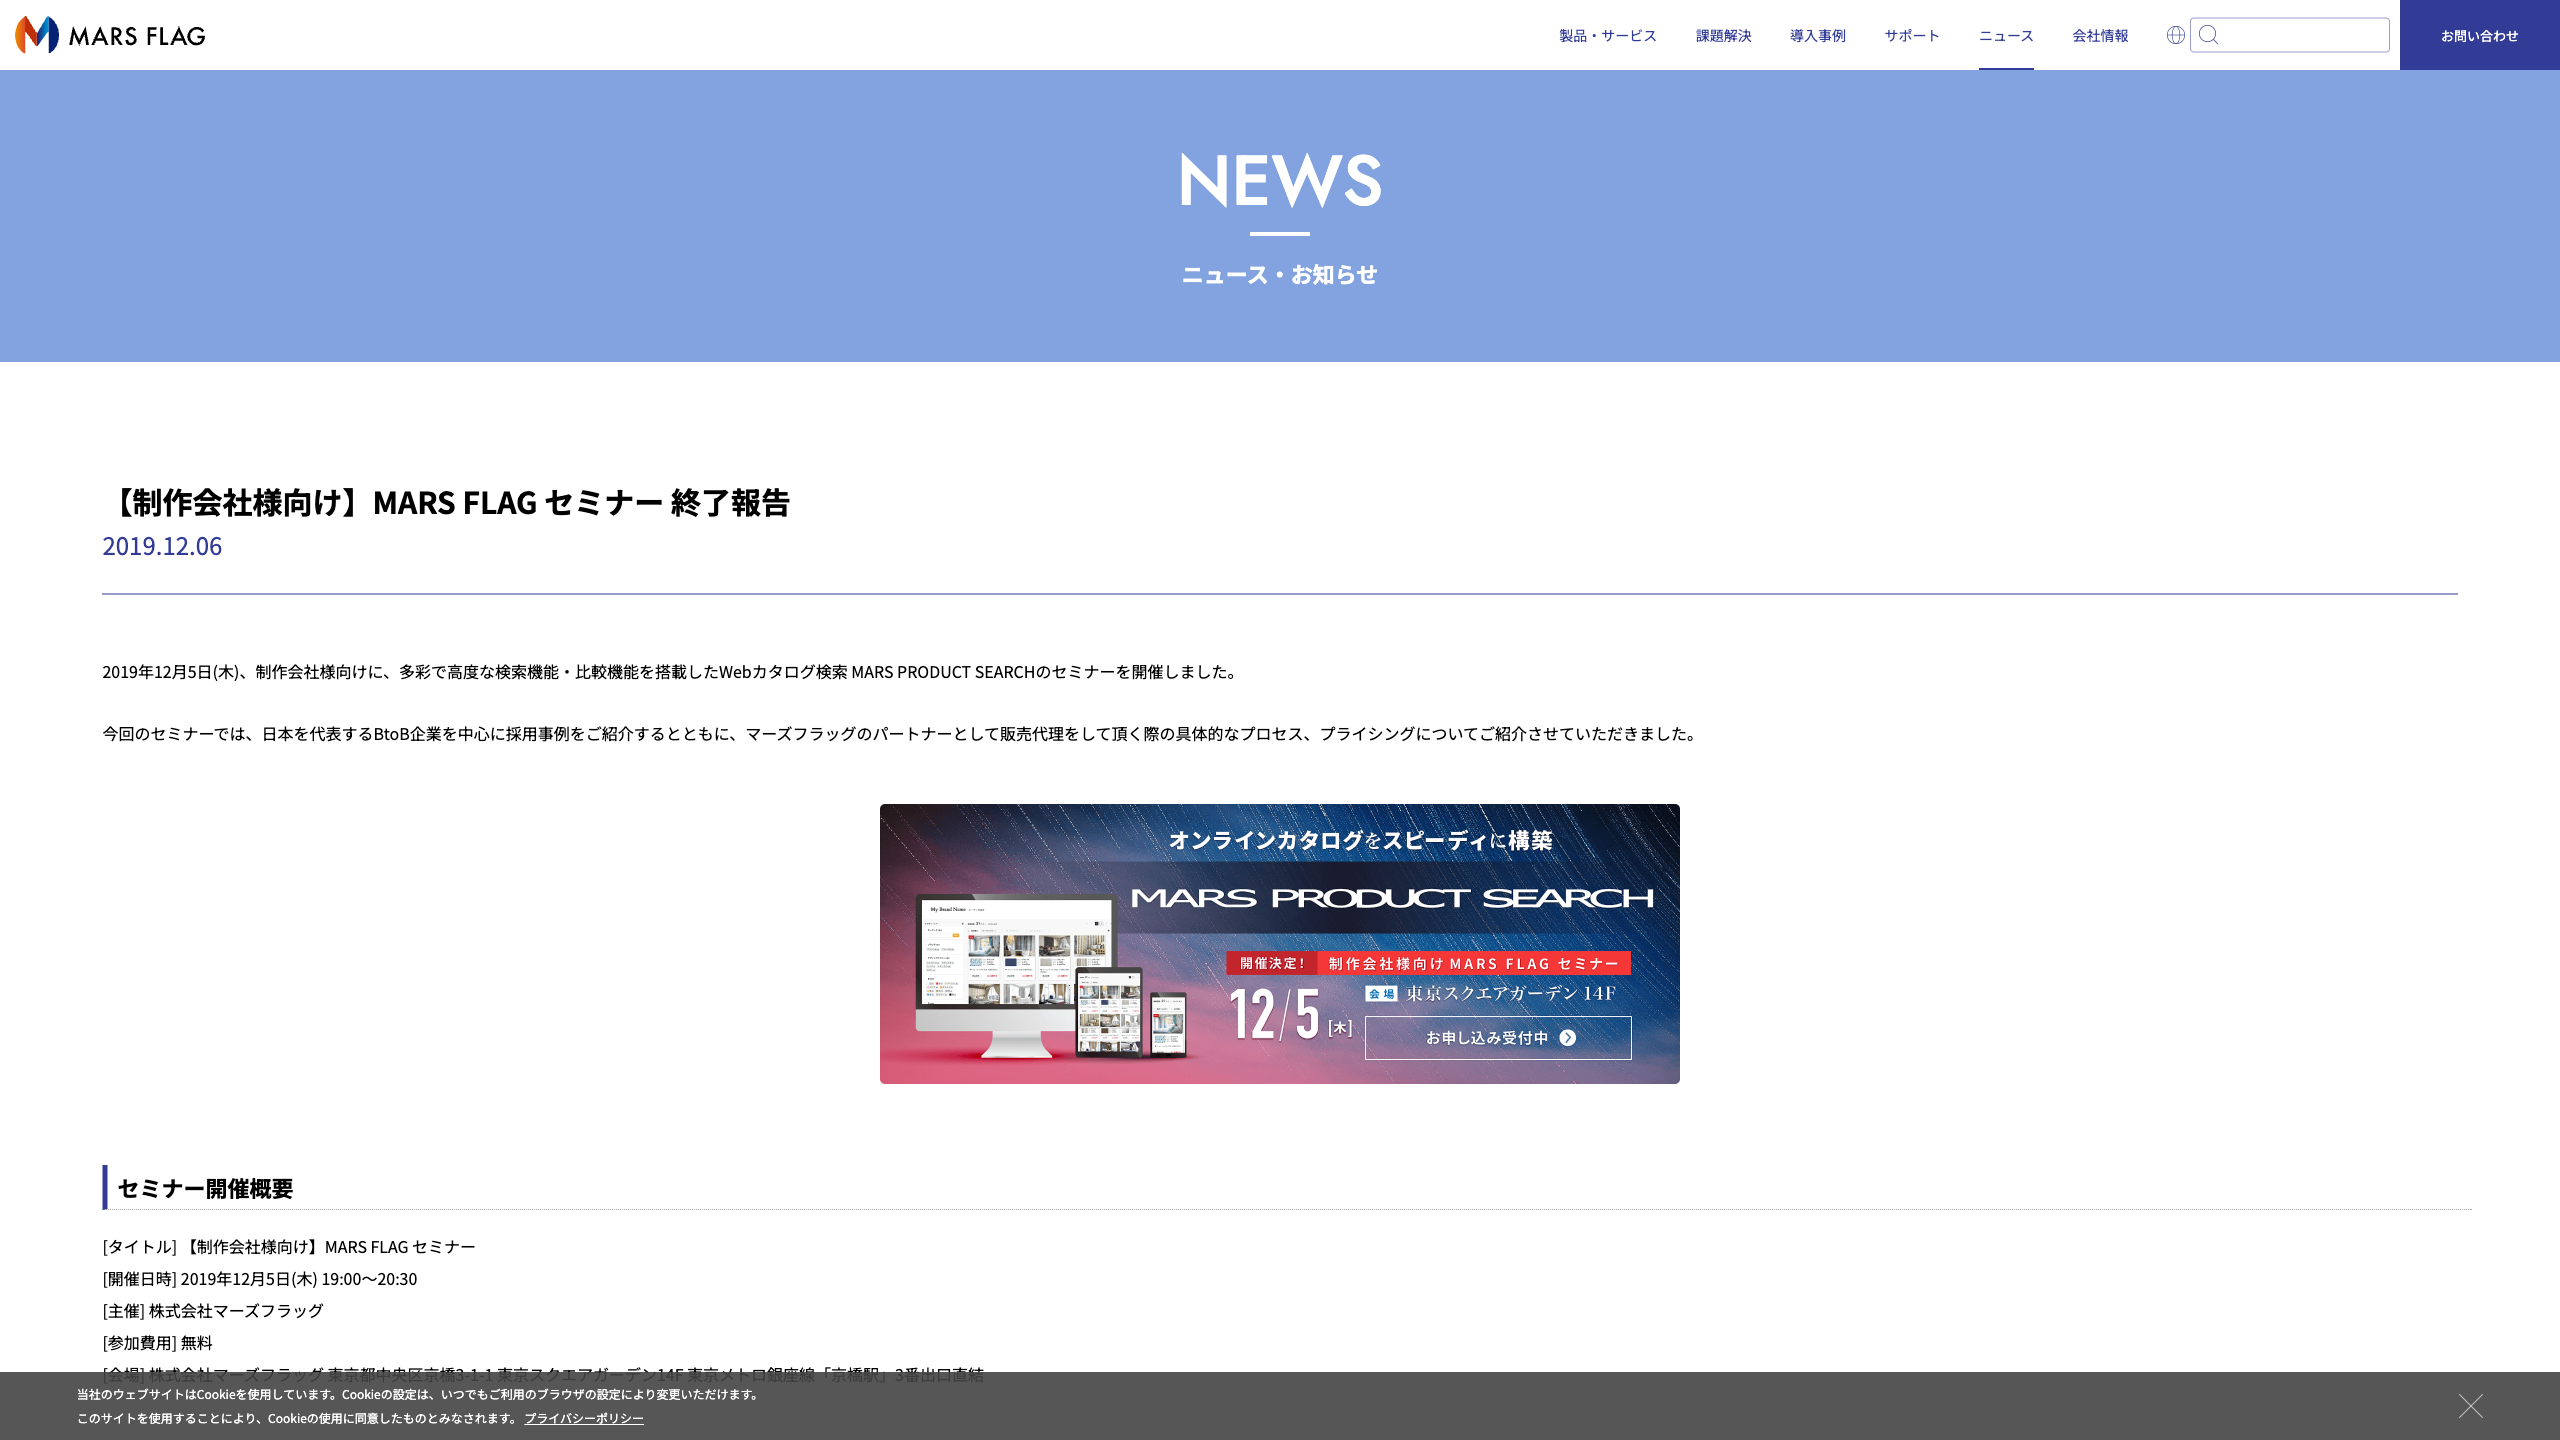 MARS FLAG
製品・サービス
課題解決
導入事例
サポート
ニュース
会社情報
お問い合わせ
NEWS
ニュース・お知らせ
【制作会社様向け】MARS FLAG セミナー 終了報告
2019.12.06
2019年12月5日(木)、制作会社様向けに、多彩で高度な検索機能・比較機能を搭載したWebカタログ検索 MARS PRODUCT SEARCHのセミナーを開催しました。
今回のセミナーでは、日本を代表するBtoB企業を中心に採用事例をご紹介するとともに、マーズフラッグのパートナーとして販売代理をして頂く際の具体的なプロセス、プライシングについてご紹介させていただきました。
オンラインカタログをスピーディに構築
MARS PRODUCT SEARCH
My Brand Name
開催決定! 制作会社様向け MARS FLAG セミナー
12/5 [木]
会場 東京スクエアガーデン 14F
お申し込み受付中
セミナー開催概要
[タイトル] 【制作会社様向け】MARS FLAG セミナー
[開催日時] 2019年12月5日(木) 19:00〜20:30
[主催] 株式会社マーズフラッグ
[参加費用] 無料
[会場] 株式会社マーズフラッグ 東京都中央区京橋3-1-1 東京スクエアガーデン14F 東京メトロ銀座線「京橋駅」3番出口直結
当社のウェブサイトはCookieを使用しています。Cookieの設定は、いつでもご利用のブラウザの設定により変更いただけます。
このサイトを使用することにより、Cookieの使用に同意したものとみなされます。 プライバシーポリシー